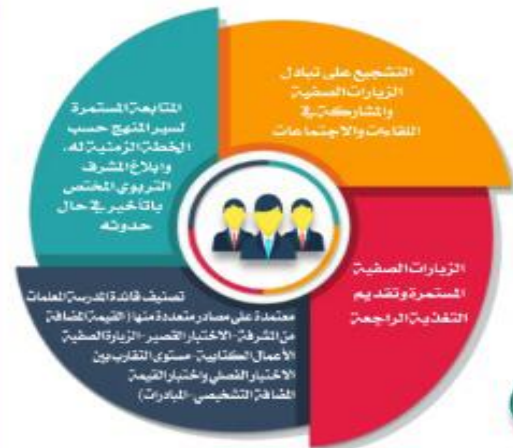 التشجيع على تبادل
الزيارات الصفية
والمشاركة في
اللقاءات والاجتماعات
المتابعة المستمرة
لسير المنهج حسب
الخطة الزمنية له،
وابلاغ المشرف
التربوي المختص
بأتأخير في حال
حدوثه
الزيارات الصفية
المستمرة وتقديم
التغذية الراجعة
تصنيف قائدة المدرسة المعلمات
معتمدة على مصادر متعددة منها (القيمة المضافة
من المشرفة - الاختبار القصير - الزيارة الصفية
الأعمال الكتابية - مستوى التقارب بين
الاختبار الفصلي واختبار القيمة
المضافة التشخيصي - المبادرات)